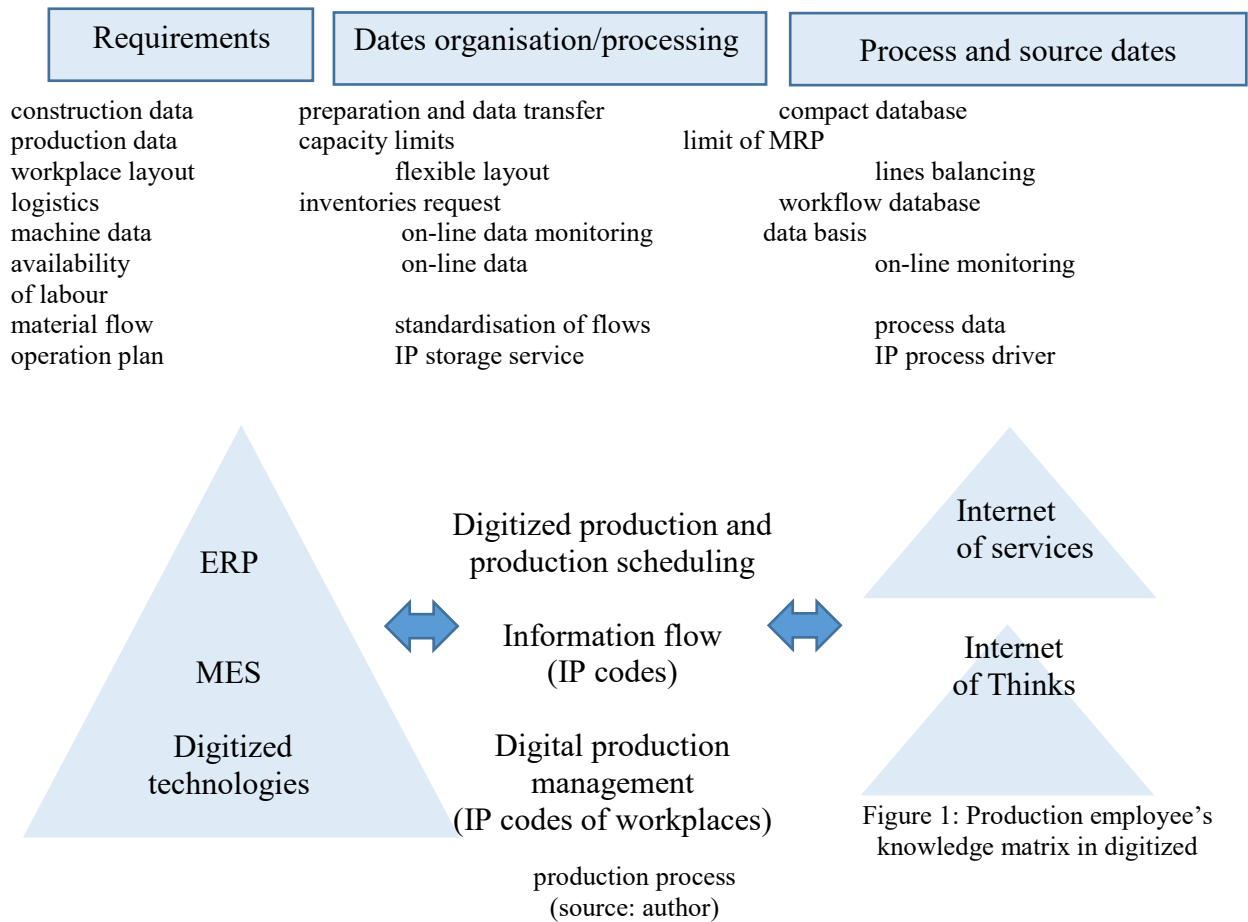 Requirements
Dates organisation/processing
Process and source dates
construction data preparation and data transfer compact database
production data capacity limits limit of MRP
workplace layout flexible layout lines balancing
logistics inventories request workflow database
machine data on-line data monitoring data basis
availability on-line data on-line monitoring
of labour
material flow standardisation of flows process data
operation plan IP storage service IP process driver
ERP
MES
Digitized
technologies
Digitized production and
production scheduling
Information flow
(IP codes)
Digital production
management
(IP codes of workplaces)
Internet
of services
Internet
of Thinks
Figure 1: Production employee’s
knowledge matrix in digitized
production process
(source: author)